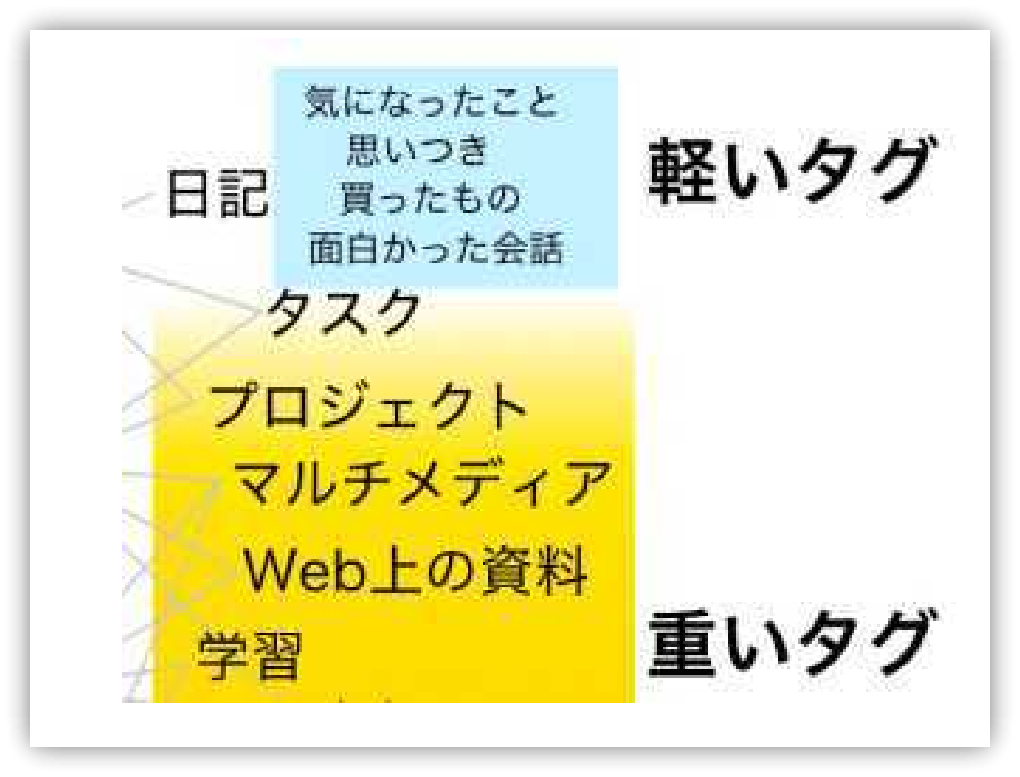 気になったこと
思いつき
日記
買ったもの
面白かった会話
軽いタグ
タスク
プロジェクト
マルチメディア
Web上の資料
学習
重いタグ